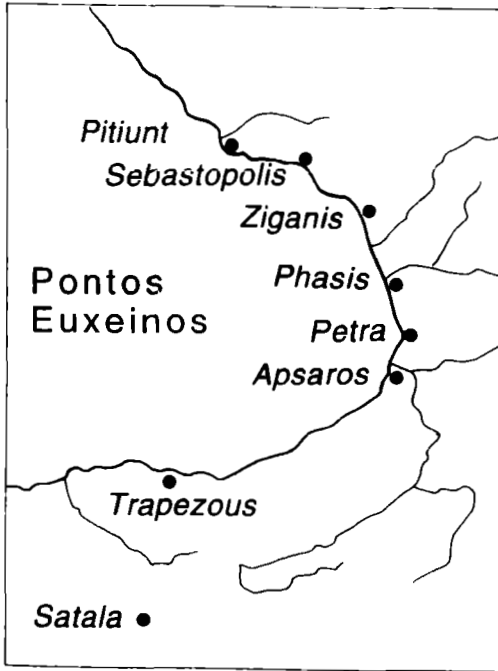 Pitiunt
Sebastopolis
Ziganis
Phasis
Pontos
Euxeinos
Petra
Apsaros
Trapezous
Satala